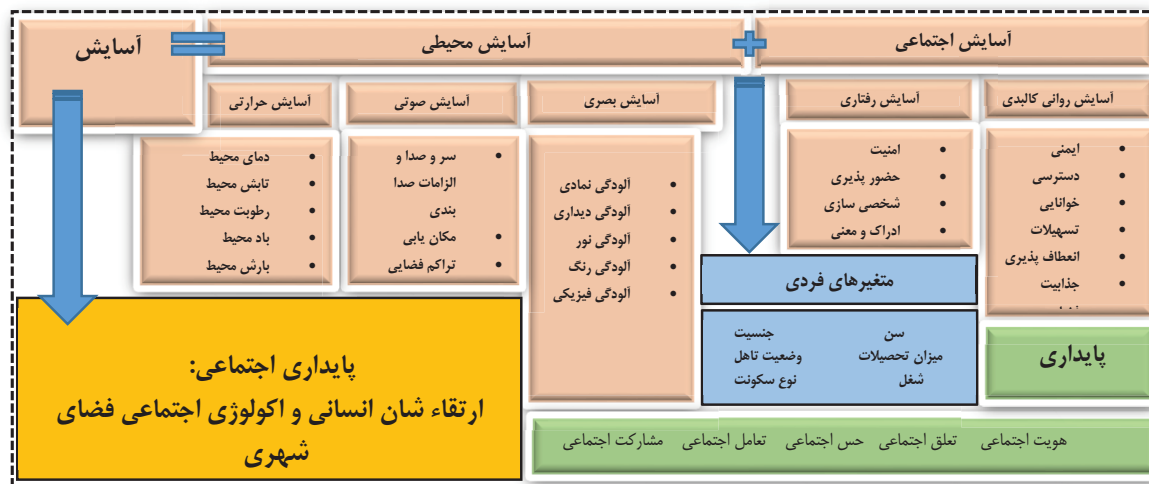 آسایش اجتماعی
آسایش محیطی
آسایش
آسایش روانی کالبدی
آسایش رفتاری
آسایش بصری
آسایش صوتی
آسایش حرارتی
• ایمنی
• دسترسی
• خوانایی
• تسهیلات
• انعطاف پذیری
• جذابیت
• امنیت
• حضور پذیری
• شخصی سازی
• ادراک و معنی
• آلودگی نمادی
• آلودگی دیداری
• آلودگی نور
• آلودگی رنگ
• آلودگی فیزیکی
• سر و صدا و
الزامات صدا
بندی
• مکان یابی
• تراکم فضایی
• دمای محیط
• تابش محیط
• رطوبت محیط
• باد محیط
• بارش محیط
متغیرهای فردی
سن جنسیت
میزان تحصیلات وضعیت تاهل
شغل نوع سکونت
پایداری
هویت اجتماعی تعلق اجتماعی حس اجتماعی تعامل اجتماعی مشارکت اجتماعی
پایداری اجتماعی:
ارتقاء شان انسانی و اکولوژی اجتماعی فضای
شهری